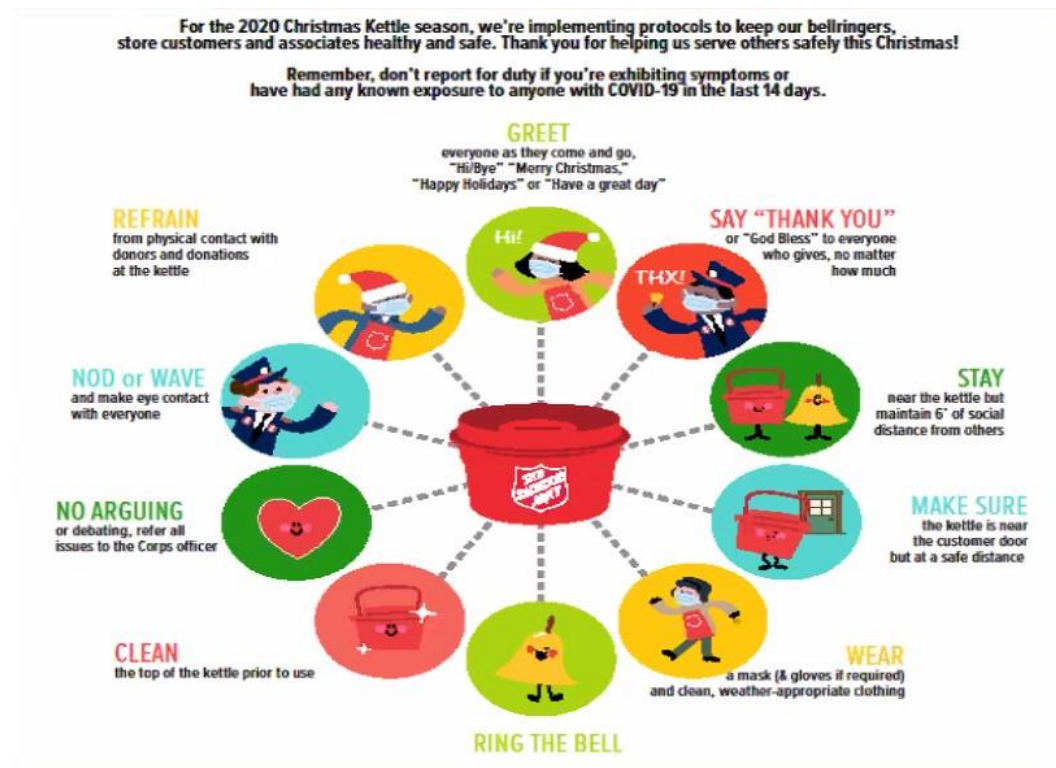 For the 2020 Christmas Kettle season, we're implementing protocols to keep our bellringers,
store customers and associates healthy and safe. Thank you for helping us serve others safely this Christmas!
Remember, don't report for duty if you're exhibiting symptoms or
have had any known exposure to anyone with COVID-19 in the last 14 days.
GREET
everyone as they come and go,
"Hi/Bye" "Merry Christmas,"
"Happy Holidays" or "Have a great day"
Hi!
SAY "THANK YOU"
or "God Bless" to everyone
who gives, no matter
how much
THX!
STAY
near the kettle but
maintain 6' of social
distance from others
MAKE SURE
the kettle is near
the customer door
but at a safe distance
WEAR
a mask (& gloves if required)
and clean, weather-appropriate clothing
RING THE BELL
CLEAN
the top of the kettle prior to use
NO ARGUING
or debating, refer all
issues to the Corps officer
NOD or WAVE
and make eye contact
with everyone
REFRAIN
from physical contact with
donors and donations
at the kettle
THE
SALVATION
ARMY